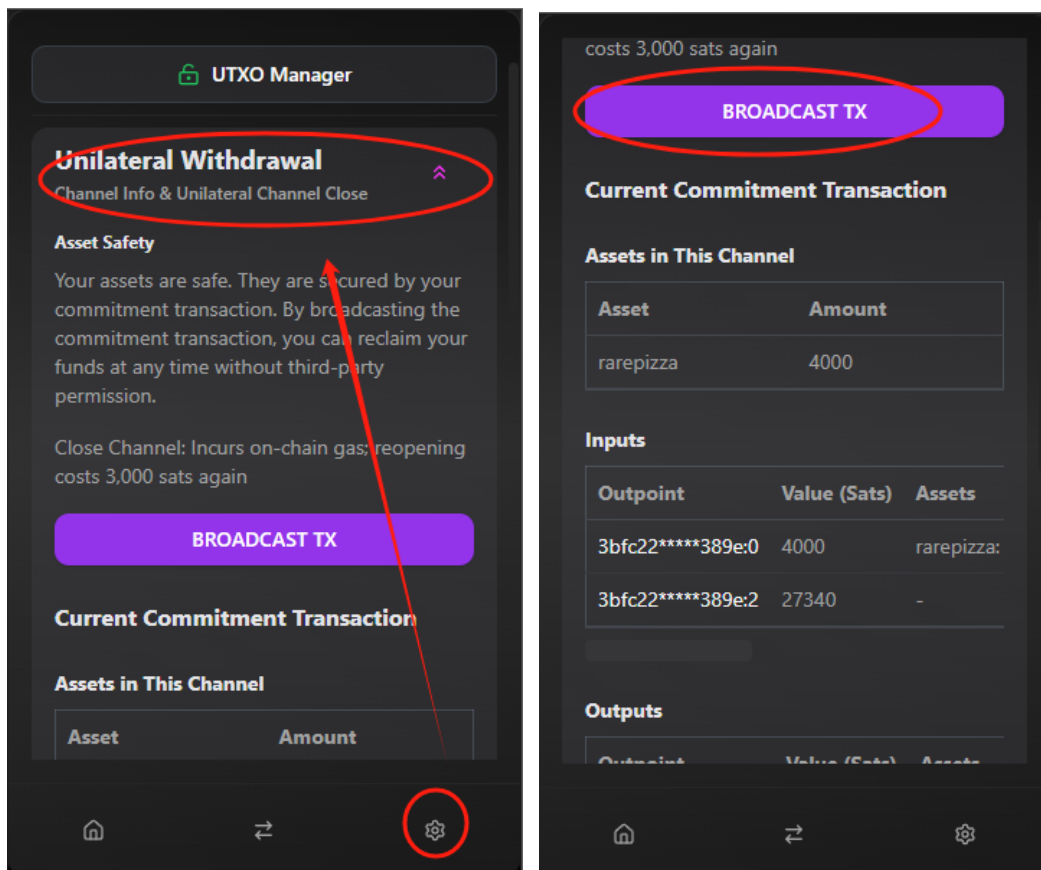 UTXO Manager
Unilateral Withdrawal
Channel Info & Unilateral Channel Close
Asset Safety
Your assets are safe. They are secured by your
commitment transaction. By broadcasting the
commitment transaction, you can reclaim your
funds at any time without third-party
permission.
Close Channel: Incurs on-chain gas; reopening
costs 3,000 sats again
BROADCAST TX
Current Commitment Transaction
Assets in This Channel
Asset Amount
costs 3,000 sats again
BROADCAST TX
Current Commitment Transaction
Assets in This Channel
Asset Amount
rarepizza 4000
Inputs
Outpoint Value (Sats) Assets
3bfc22*****389e:0 4000 rarepizza:
3bfc22*****389e:2 27340 -
Outputs
Outpoint Value (Sats) Assets